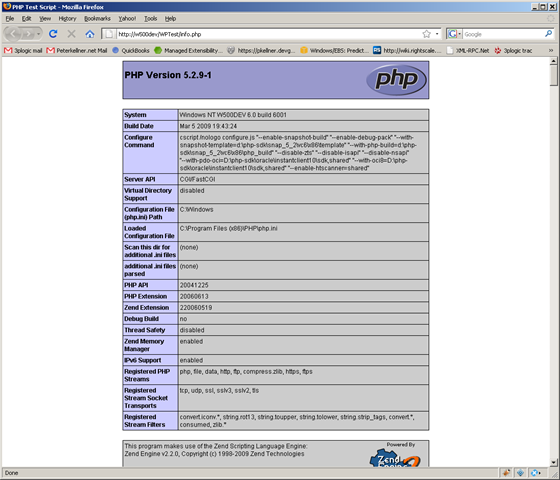 PHP Test Script - Mozilla Firefox
File Edit View History Bookmarks Yahoo! Tools Help
http://w500dev/WPTest/info.php
Google
3plogic mail Peterkellner.net Mail QuickBooks Managed Extensibility... https://pkellner.devg... Windows/EBS: Predict... http://wiki.rightscale.... XML-RPC.Net 3plogic trac
PHP Version 5.2.9-1
php
System Windows NT W500DEV 6.0 build 6001
Build Date Mar 5 2009 19:43:24
Configure cscript /nologo configure.js "--enable-snapshot-build" "--enable-debug-pack" "--with-
Command snapshot-template=d:\php-sdk\snap_5_2\vc6\x86\template" "--with-php-build=d:\php-
sdk\snap_5_2\vc6\x86\php_build" "--disable-zts" "--disable-isapi" "--disable-nsapi"
"--with-pdo-oci=D:\php-sdk\oracle\instantclient10\sdk,shared" "--with-oci8=D:\php-
sdk\oracle\instantclient10\sdk,shared" "--enable-htscanner=shared"
Server API CGI/FastCGI
Virtual Directory disabled
Support
Configuration File C:\Windows
(php.ini) Path
Loaded C:\Program Files (x86)\PHP\php.ini
Configuration File
Scan this dir for (none)
additional .ini files
additional .ini files (none)
parsed
PHP API 20041225
PHP Extension 20060613
Zend Extension 220060519
Debug Build no
Thread Safety disabled
Zend Memory enabled
Manager
IPv6 Support enabled
Registered PHP php, file, data, http, ftp, compress.zlib, https, ftps
Streams
Registered tcp, udp, ssl, sslv3, sslv2, tls
Stream Socket
Transports
Registered convert.iconv.*, string.rot13, string.toupper, string.tolower, string.strip_tags, convert.*,
Stream Filters consumed, zlib.*
This program makes use of the Zend Scripting Language Engine:
Zend Engine v2.2.0, Copyright (c) 1998-2009 Zend Technologies
Powered By
Zend
Done